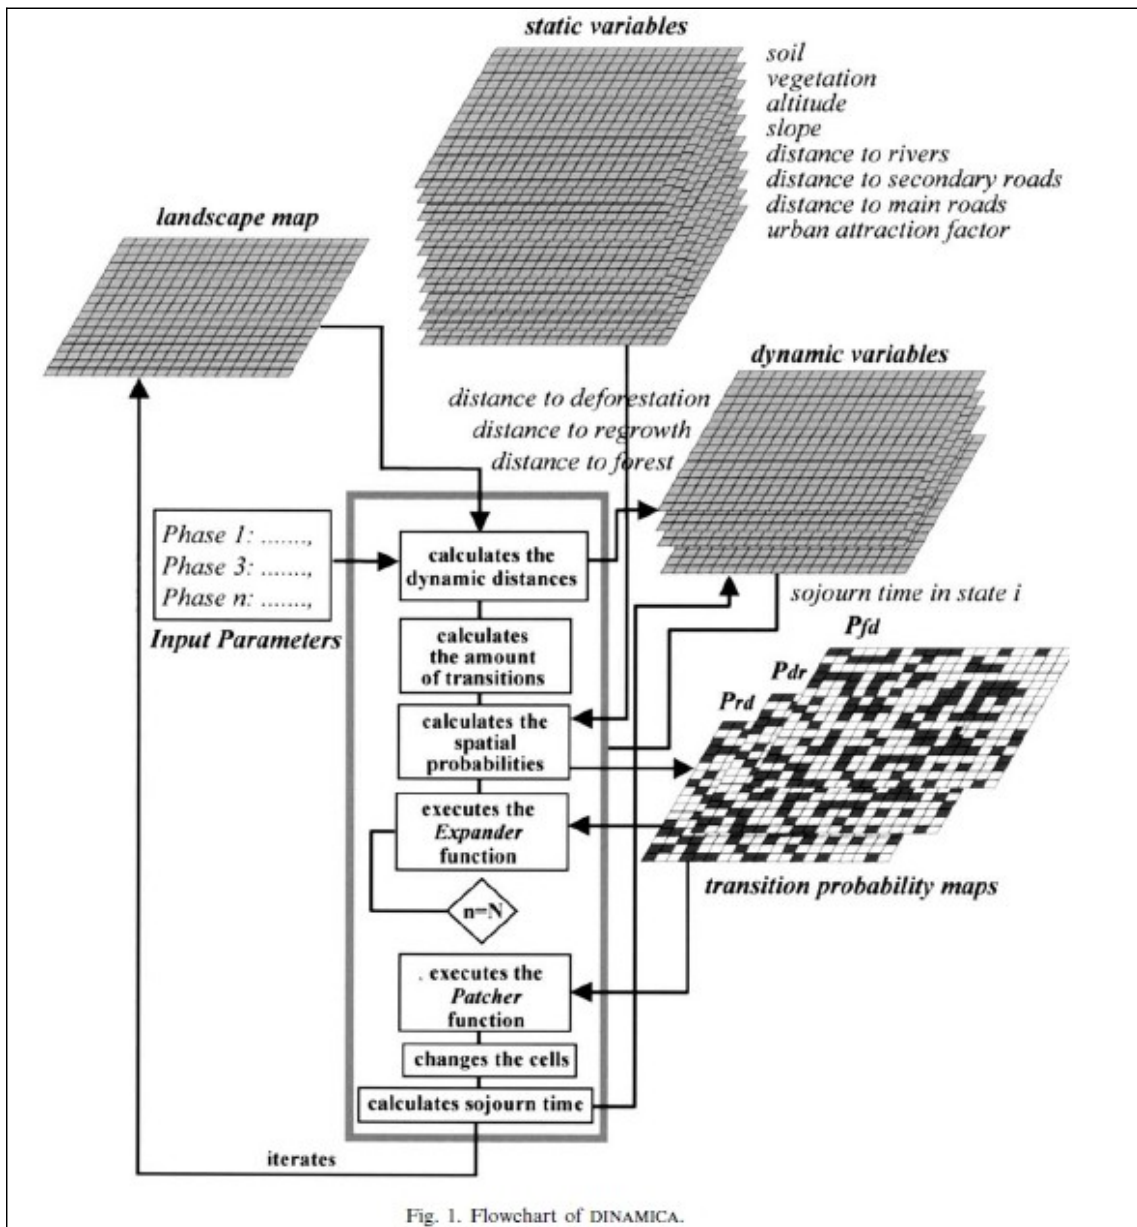 static variables
soil
vegetation
altitude
slope
distance to rivers
distance to secondary roads
distance to main roads
urban attraction factor
landscape map
dynamic variables
distance to deforestation
distance to regrowth
distance to forest
Phase 1: .......,
Phase 3: .......,
Phase n: .......,
Input Parameters
calculates the
dynamic distances
sojourn time in state i
calculates
the amount
of transitions
Pfd
Pdr
Prd
calculates the
spatial
probabilities
executes the
Expander
function
transition probability maps
n=N
. executes the
Patcher
function
changes the cells
calculates sojourn time
iterates
Fig. 1. Flowchart of DINAMICA.